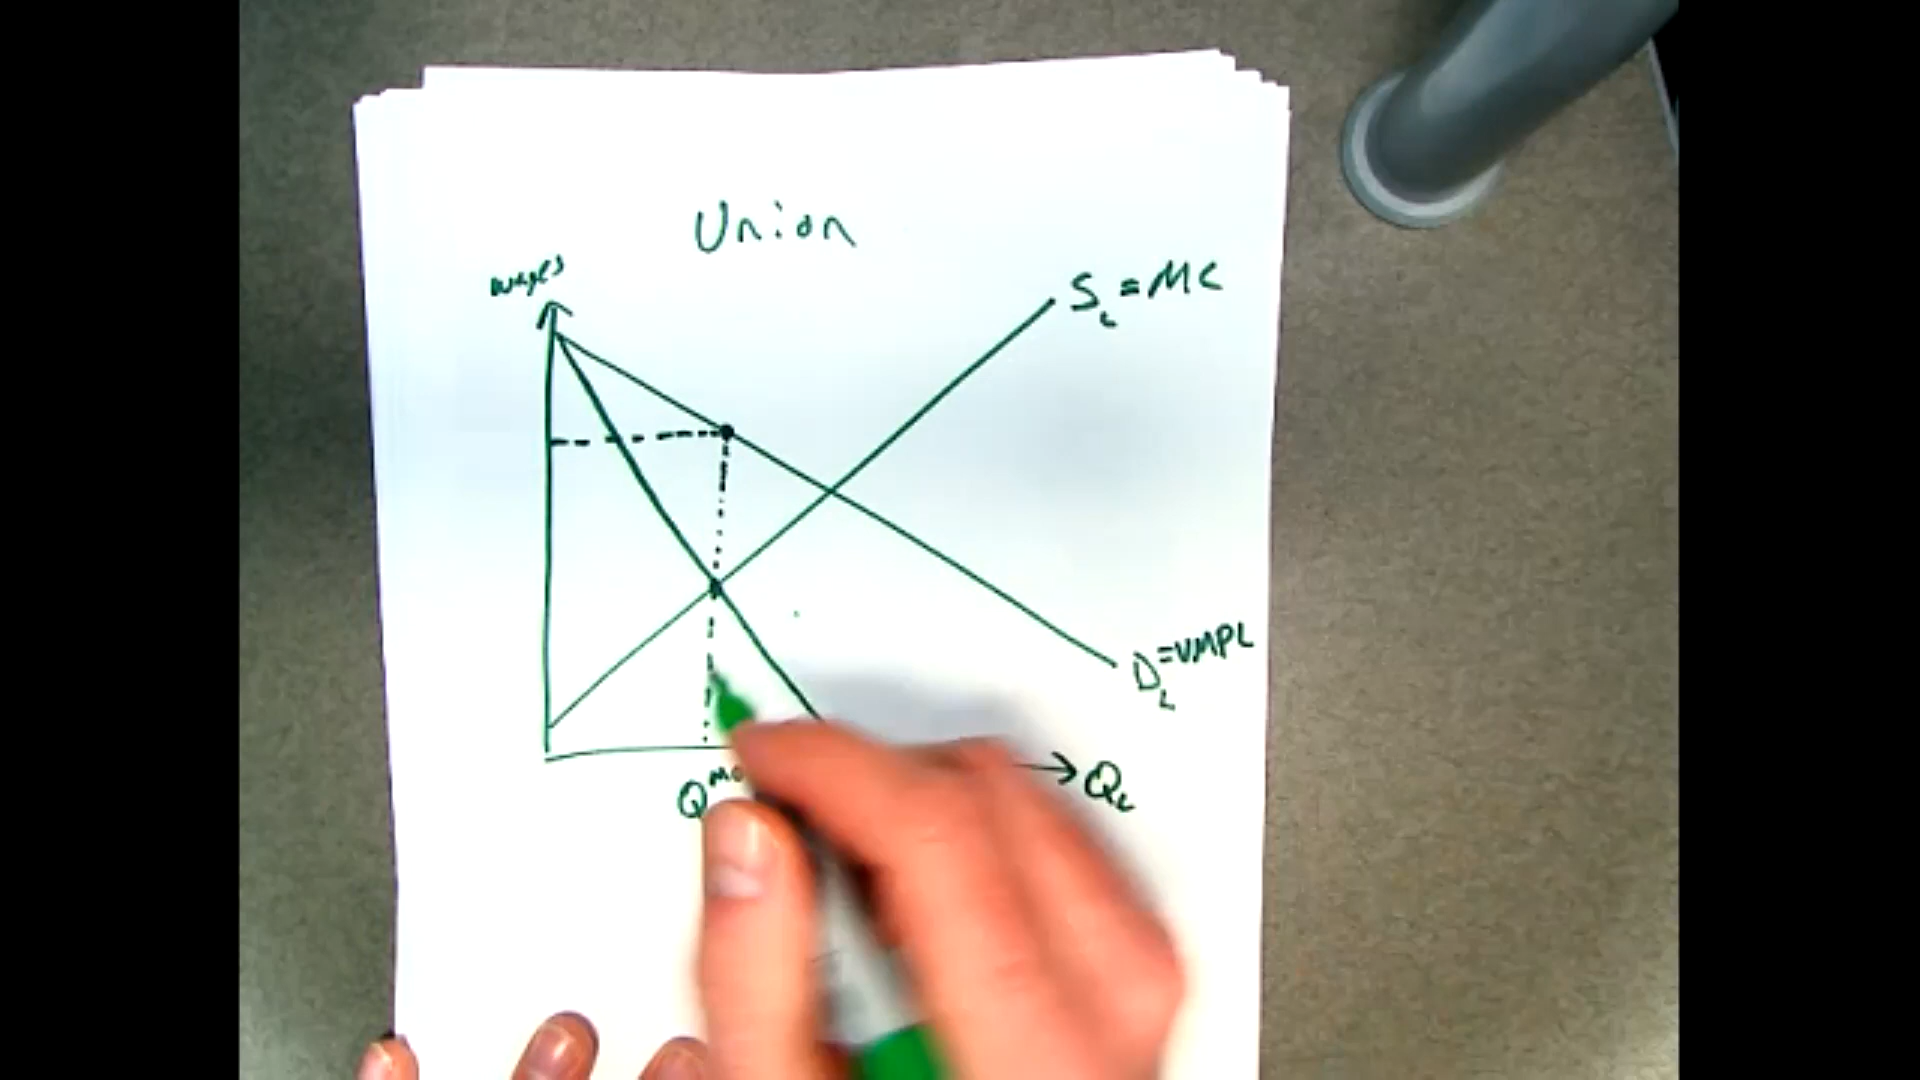 Union
wages
S_L = MC
D_L = VMPL
Q_L